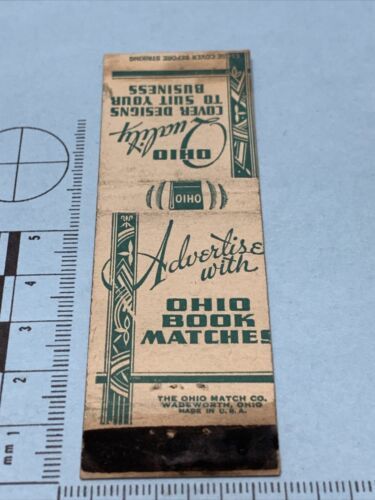 CLOSE COVER BEFORE STRIKING
OHIO
Quality
COVER DESIGNS
TO SUIT YOUR
BUSINESS
OHIO
Advertise
with
OHIO
BOOK
MATCHES
THE OHIO MATCH CO.
WADSWORTH, OHIO
MADE IN U.S.A.
5
4
3
2
1
cm
mm